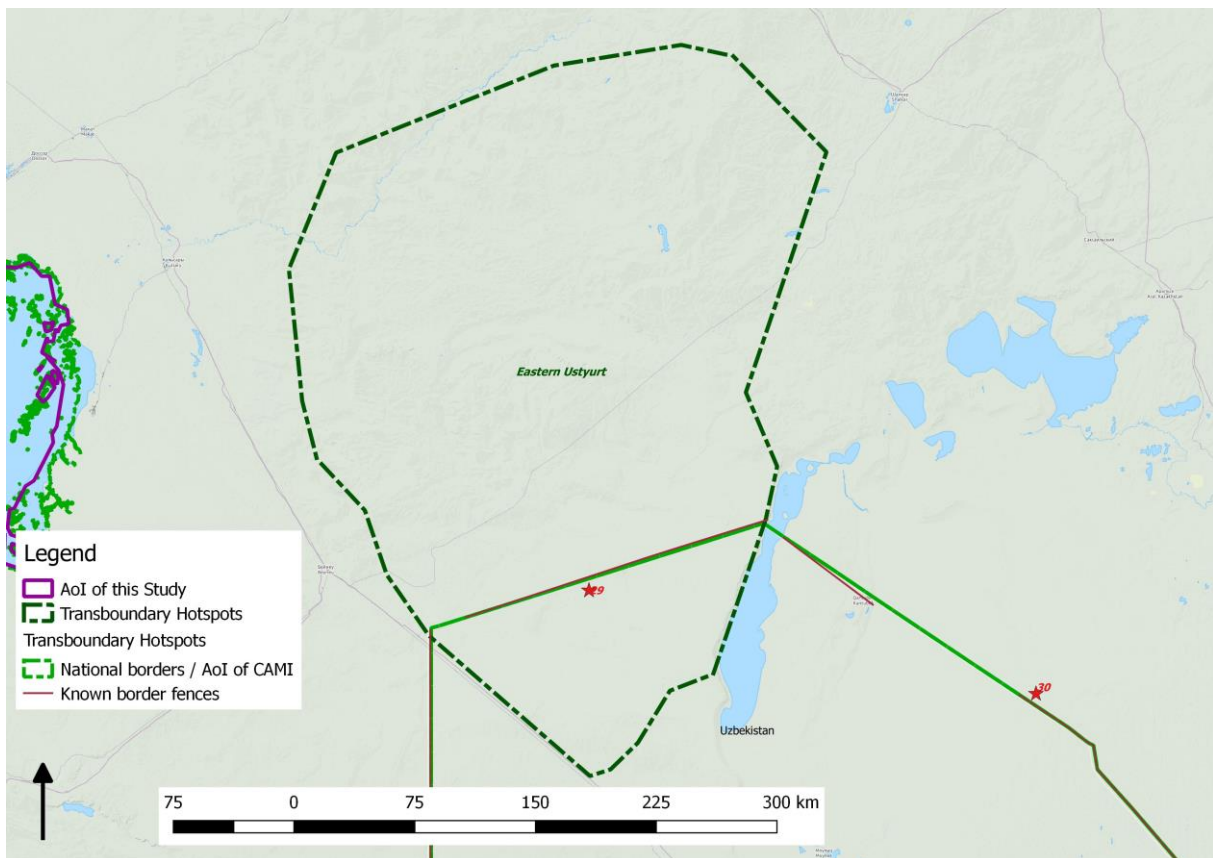 Eastern Ustyurt
Legend
AoI of this Study
Transboundary Hotspots
Transboundary Hotspots
National borders / AoI of CAMI
Known border fences
29
30
Uzbekistan
75 0 75 150 225 300 km